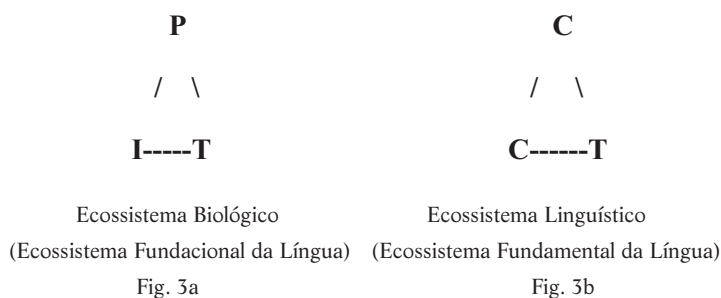 P C
/ \ / \
I-----T C------T
Ecossistema Biológico Ecossistema Linguístico
(Ecossistema Fundacional da Língua) (Ecossistema Fundamental da Língua)
Fig. 3a Fig. 3b